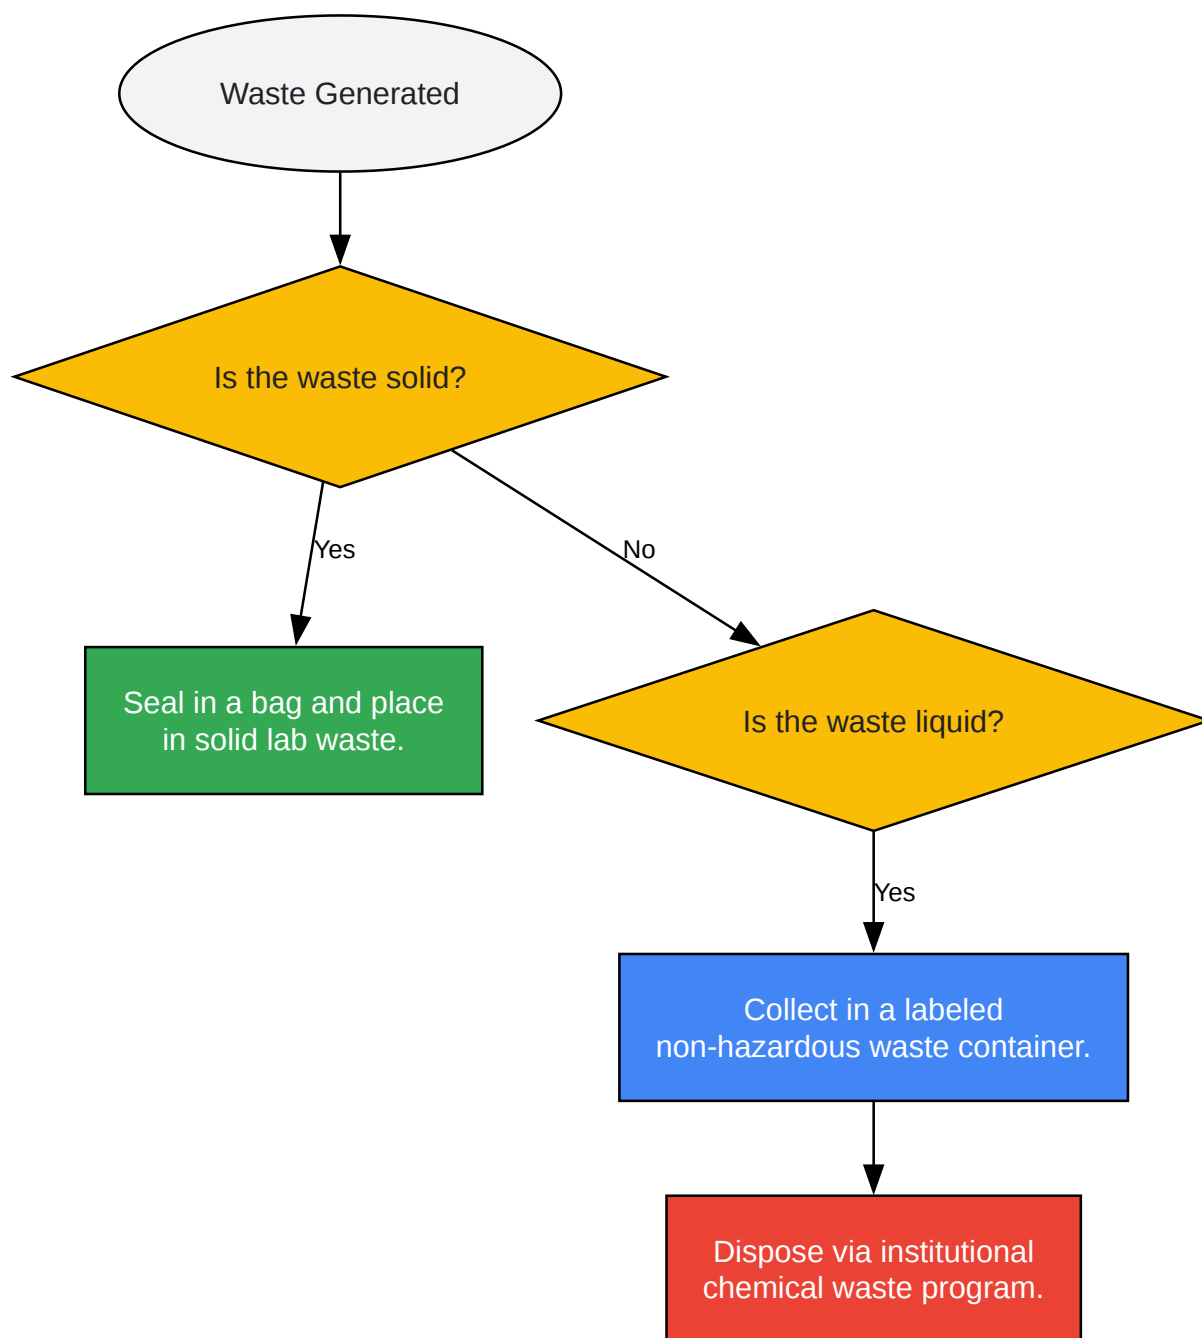 Waste Generated
Is the waste solid?
Yes
No
Seal in a bag and place
in solid lab waste.
Is the waste liquid?
Yes
Collect in a labeled
non-hazardous waste container.
Dispose via institutional
chemical waste program.